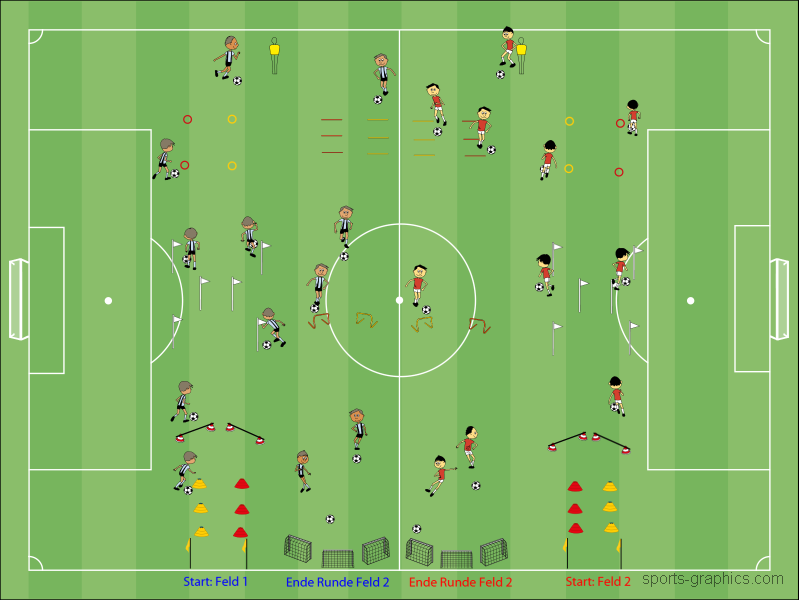 Start: Feld 1
Ende Runde Feld 2
Ende Runde Feld 2
Start: Feld 2
sports-graphics.com